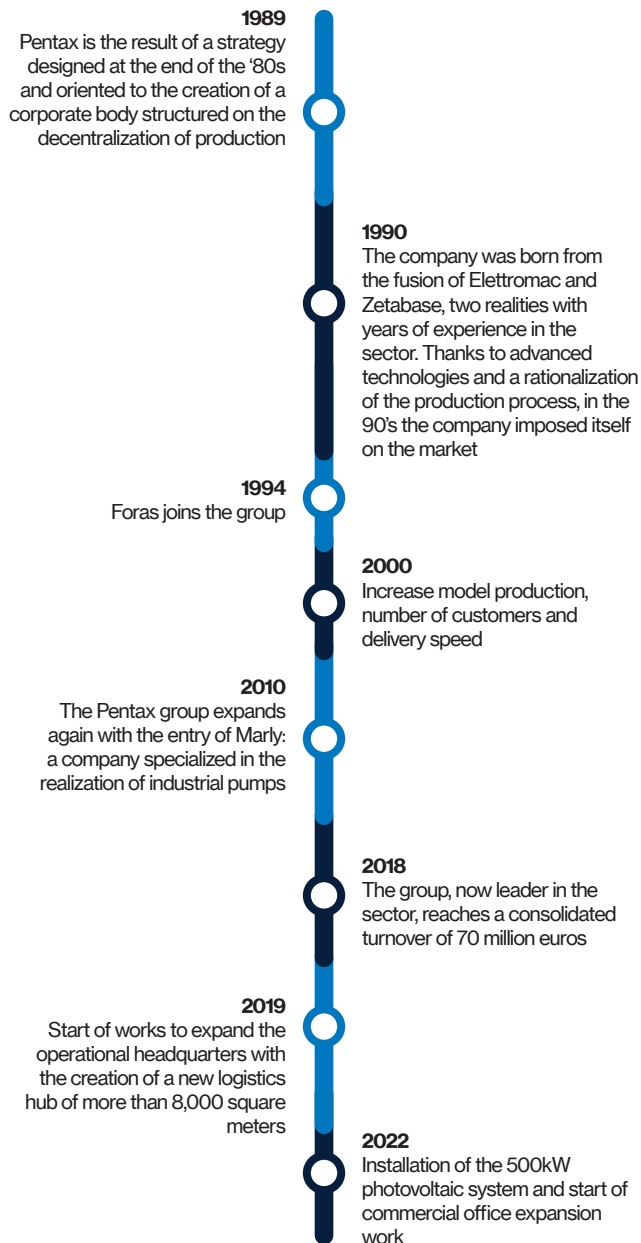 1989
Pentax is the result of a strategy
designed at the end of the ‘80s
and oriented to the creation of a
corporate body structured on the
decentralization of production
1990
The company was born from
the fusion of Elettromac and
Zetabase, two realities with
years of experience in the
sector. Thanks to advanced
technologies and a rationalization
of the production process, in the
90’s the company imposed itself
on the market
1994
Foras joins the group
2000
Increase model production,
number of customers and
delivery speed
2010
The Pentax group expands
again with the entry of Marly:
a company specialized in the
realization of industrial pumps
2018
The group, now leader in the
sector, reaches a consolidated
turnover of 70 million euros
2019
Start of works to expand the
operational headquarters with
the creation of a new logistics
hub of more than 8,000 square
meters
2022
Installation of the 500kW
photovoltaic system and start of
commercial office expansion
work